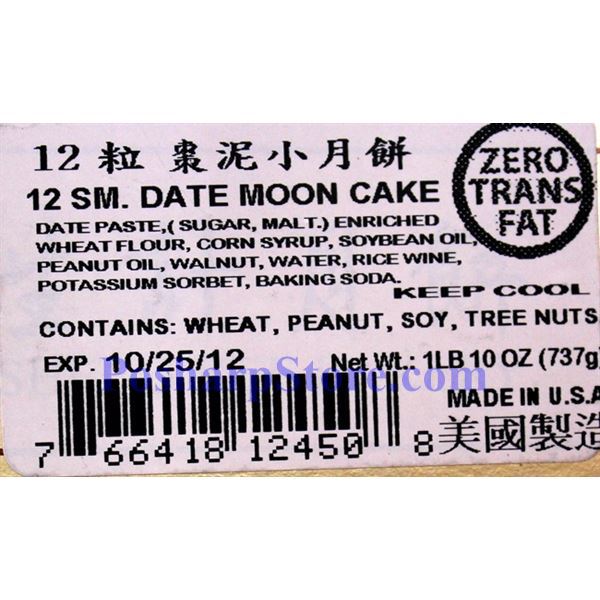 12 粒 棗泥小月餅
12 SM. DATE MOON CAKE
ZERO
TRANS
FAT
DATE PASTE,( SUGAR, MALT.) ENRICHED
WHEAT FLOUR, CORN SYRUP, SOYBEAN OIL,
PEANUT OIL, WALNUT, WATER, RICE WINE,
POTASSIUM SORBET, BAKING SODA.
KEEP COOL
CONTAINS: WHEAT, PEANUT, SOY, TREE NUTS
EXP. 10/25/12 Net Wt.: 1LB 10 OZ (737g
PosharpStore.com
MADE IN U.S.A
7 66418 12450 8
美國製造